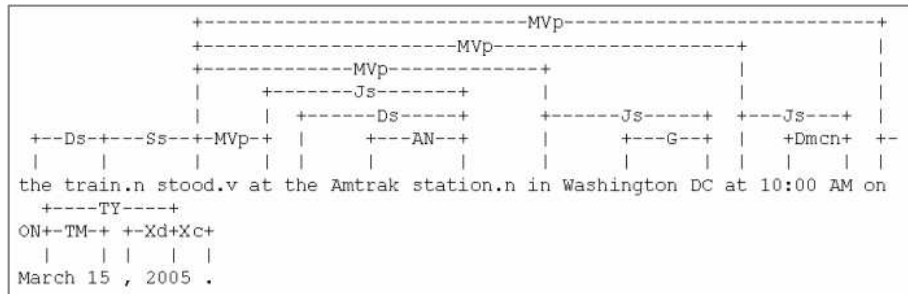 +---------------------------MVp--------------------------+
+---------------------MVp----------------------+ |
+-------------MVp-------------+ | |
| +-------Js-------+ | | |
| | +------Ds-----+ +------Js-----+ +---Js---+ |
+--Ds-+---Ss---+-MVp-+ | +---AN--+ | +---G--+ | +Dmcn+ +-
| | | | | | | | | | | | | |
the train.n stood.v at the Amtrak station.n in Washington DC at 10:00 AM on
+----TY----+
ON+-TM-+ +-Xd+Xc+
| | | | |
March 15 , 2005 .